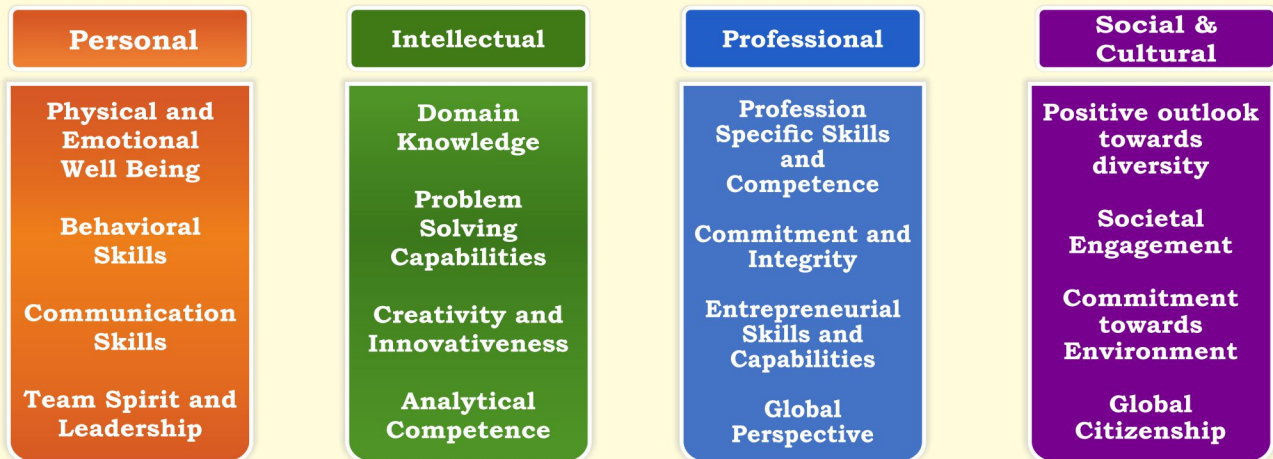 Personal
Physical and
Emotional
Well Being
Behavioral
Skills
Communication
Skills
Team Spirit and
Leadership
Intellectual
Domain
Knowledge
Problem
Solving
Capabilities
Creativity and
Innovativeness
Analytical
Competence
Professional
Profession
Specific Skills
and
Competence
Commitment and
Integrity
Entrepreneurial
Skills and
Capabilities
Global
Perspective
Social &
Cultural
Positive outlook
towards
diversity
Societal
Engagement
Commitment
towards
Environment
Global
Citizenship